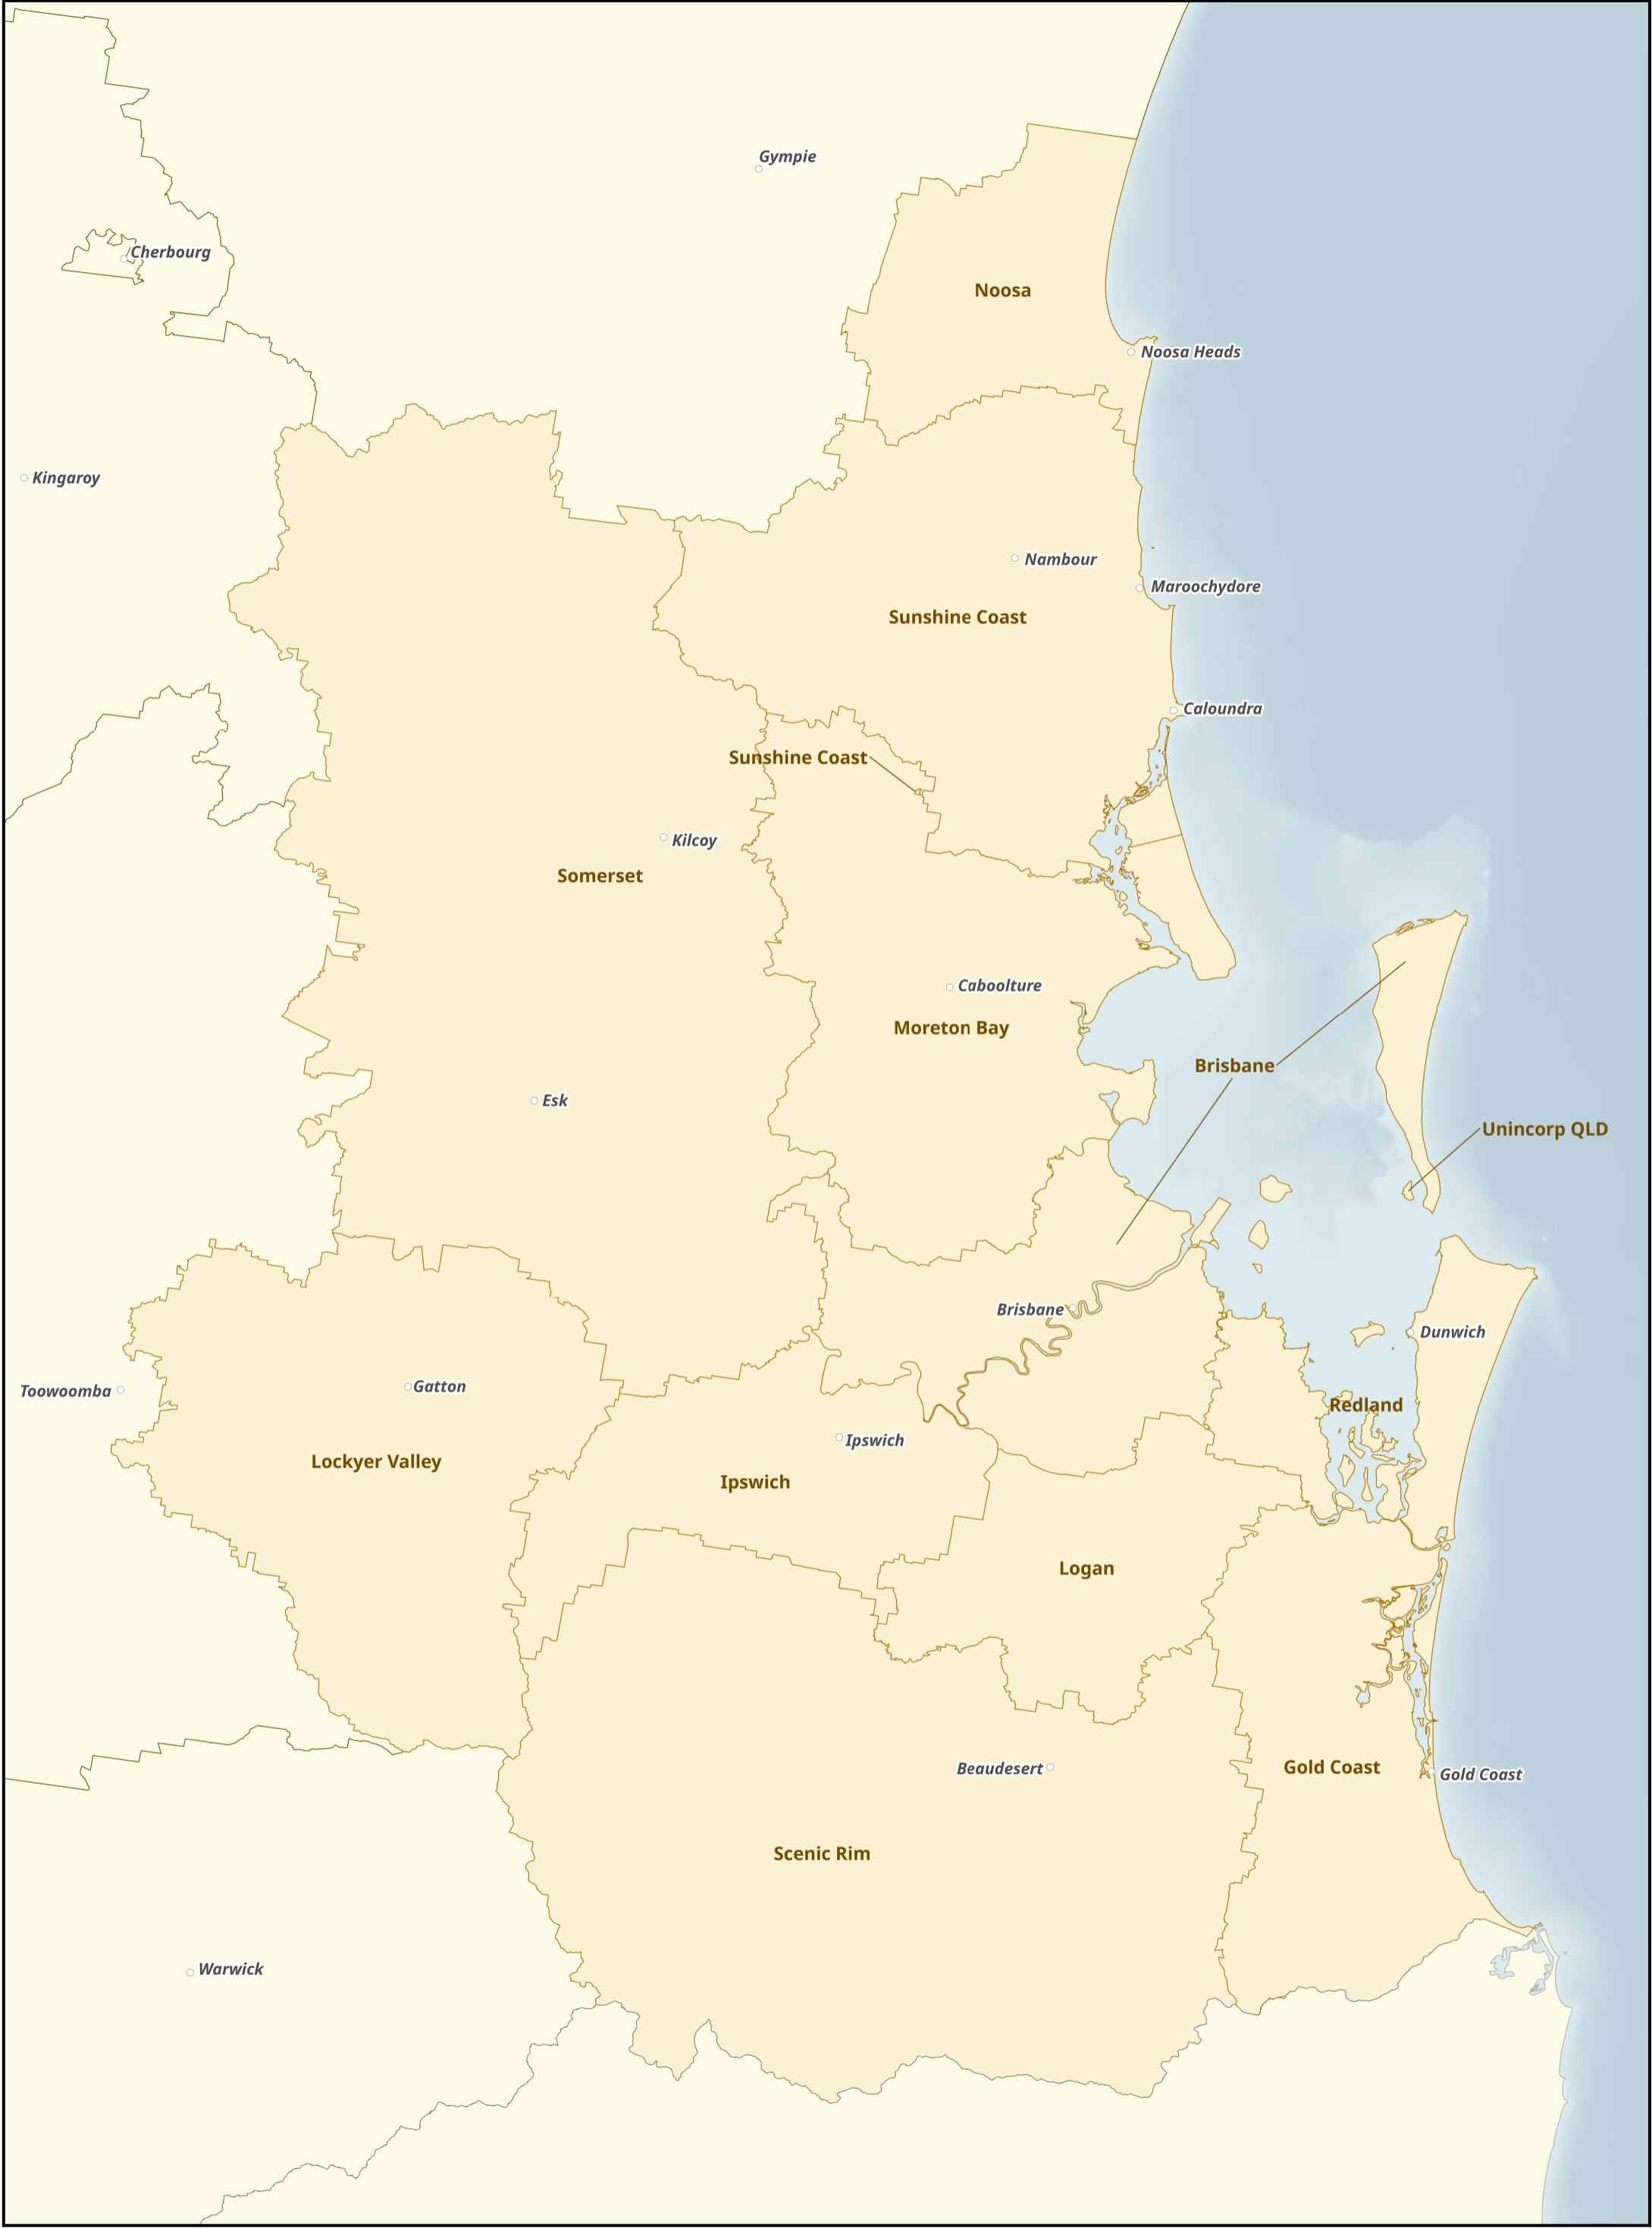 Gympie
Cherbourg
Noosa
Noosa Heads
Kingaroy
Nambour
Maroochydore
Sunshine Coast
Caloundra
Sunshine Coast
Kilcoy
Somerset
Caboolture
Moreton Bay
Brisbane
Esk
Unincorp QLD
Brisbane
Dunwich
Toowoomba
Gatton
Redland
Ipswich
Lockyer Valley
Ipswich
Logan
Beaudesert
Gold Coast
Gold Coast
Scenic Rim
Warwick